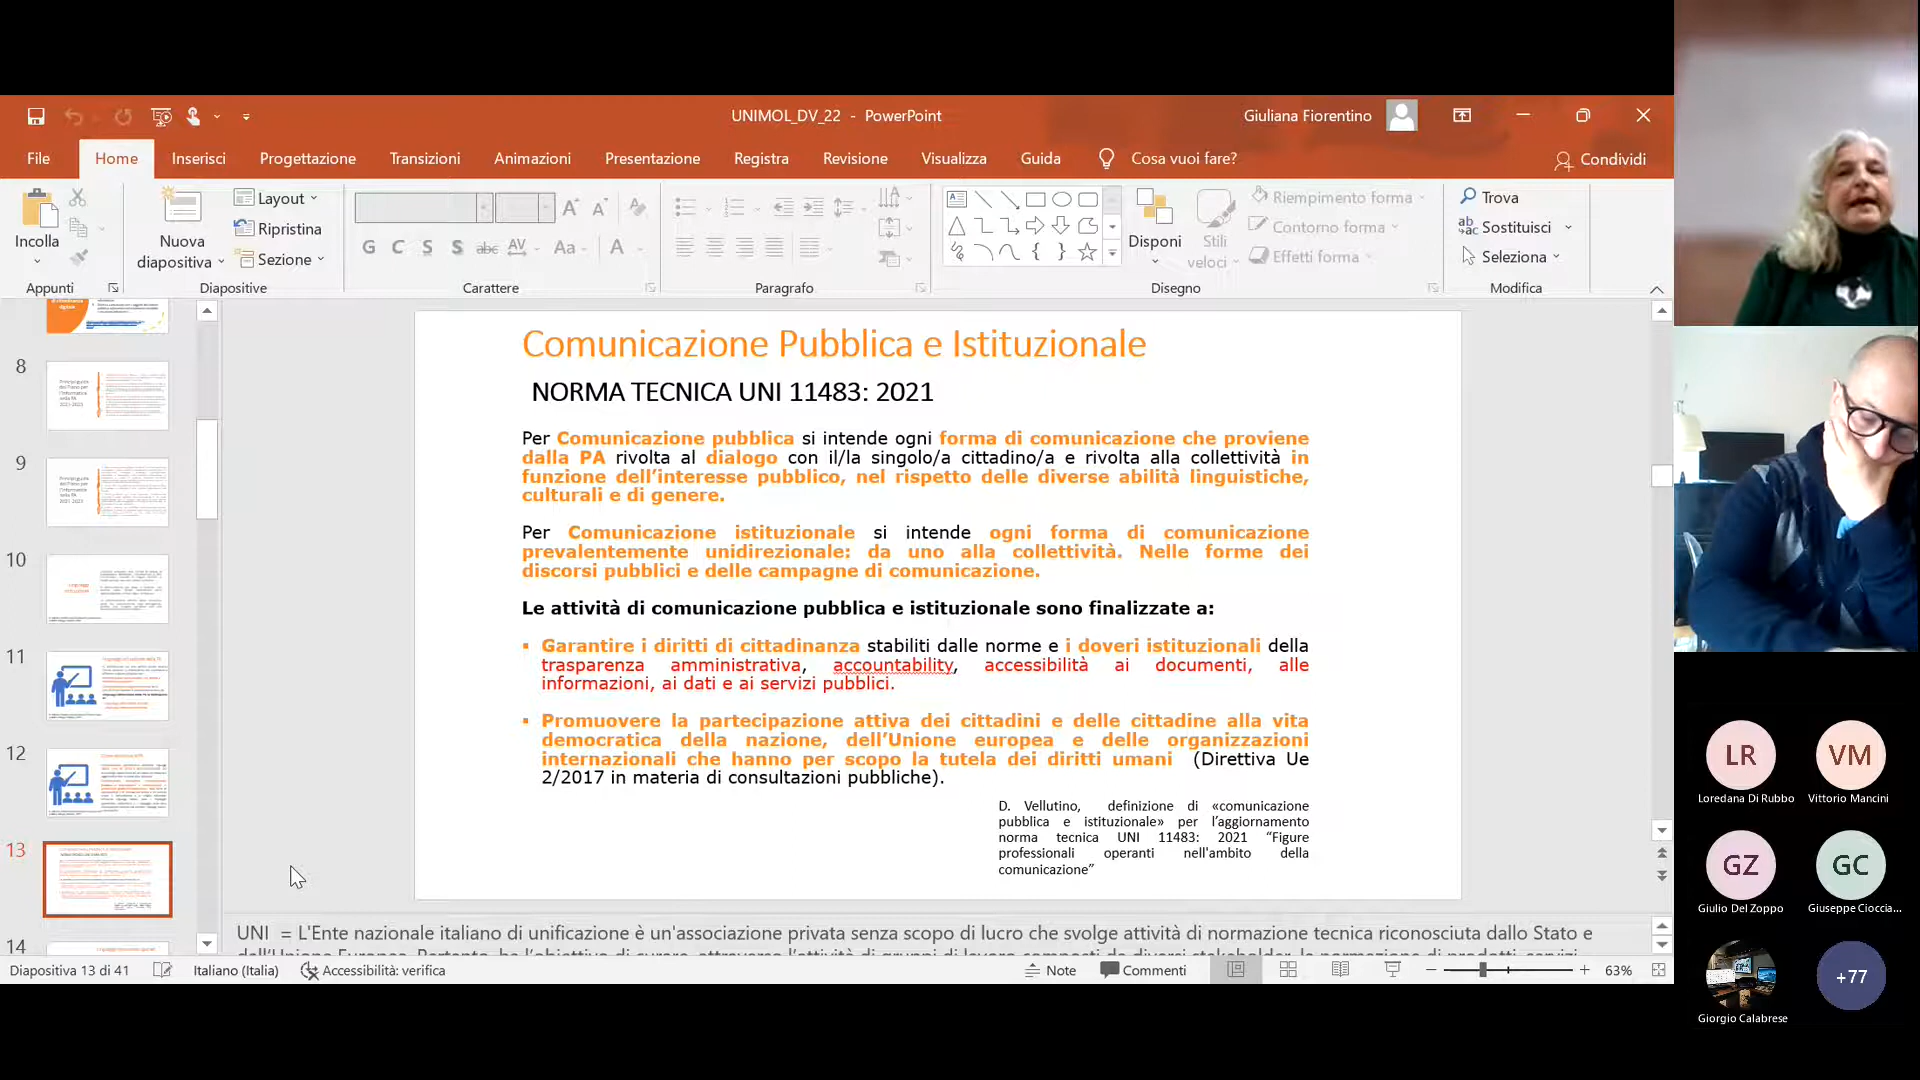 UNIMOL_DV_22 - PowerPoint
Giuliana Fiorentino
File Home Inserisci Progettazione Transizioni Animazioni Presentazione Registra Revisione Visualizza Guida Cosa vuoi fare? Condividi
Incolla
Appunti
Nuova diapositiva
Layout
Ripristina
Sezione
Diapositive
G C S S abc AV Aa A
Carattere
Paragrafo
Disponi
Stili veloci
Riempimento forma
Contorno forma
Effetti forma
Disegno
Trova
Sostituisci
Seleziona
Modifica
8
9
10
11
12
13
14
Comunicazione Pubblica e Istituzionale
NORMA TECNICA UNI 11483: 2021
Per Comunicazione pubblica si intende ogni forma di comunicazione che proviene
dalla PA rivolta al dialogo con il/la singolo/a cittadino/a e rivolta alla collettività in
funzione dell’interesse pubblico, nel rispetto delle diverse abilità linguistiche,
culturali e di genere.
Per Comunicazione istituzionale si intende ogni forma di comunicazione
prevalentemente unidirezionale: da uno alla collettività. Nelle forme dei
discorsi pubblici e delle campagne di comunicazione.
Le attività di comunicazione pubblica e istituzionale sono finalizzate a:
▪ Garantire i diritti di cittadinanza stabiliti dalle norme e i doveri istituzionali della
trasparenza amministrativa, accountability, accessibilità ai documenti, alle
informazioni, ai dati e ai servizi pubblici.
▪ Promuovere la partecipazione attiva dei cittadini e delle cittadine alla vita
democratica della nazione, dell’Unione europea e delle organizzazioni
internazionali che hanno per scopo la tutela dei diritti umani (Direttiva Ue
2/2017 in materia di consultazioni pubbliche).
D. Vellutino, definizione di «comunicazione
pubblica e istituzionale» per l’aggiornamento
norma tecnica UNI 11483: 2021 “Figure
professionali operanti nell'ambito della
comunicazione”
UNI = L'Ente nazionale italiano di unificazione è un'associazione privata senza scopo di lucro che svolge attività di normazione tecnica riconosciuta dallo Stato e
Diapositiva 13 di 41
Italiano (Italia)
Accessibilità: verifica
Note
Commenti
63%
LR
Loredana Di Rubbo
VM
Vittorio Mancini
GZ
Giulio Del Zoppo
GC
Giuseppe Cioccia...
Giorgio Calabrese
+77